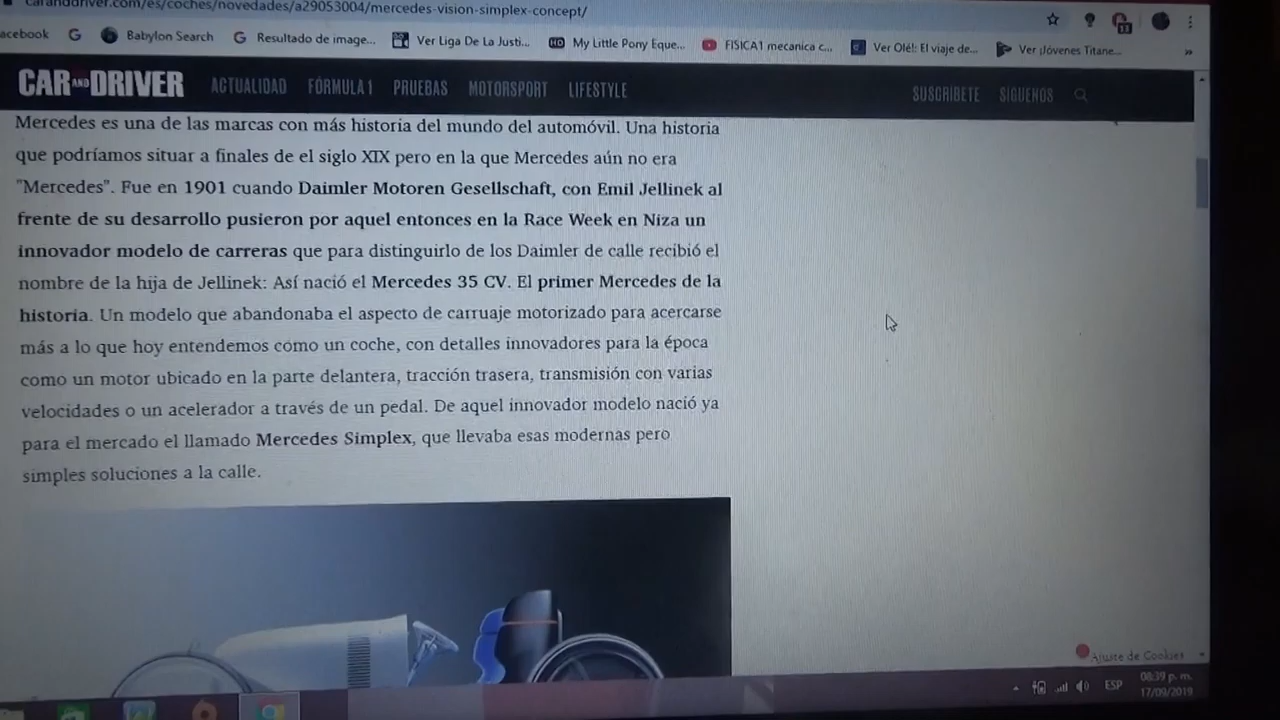 caranddriver.com/es/coches/novedades/a29053004/mercedes-vision-simplex-concept/
acebook Babylon Search Resultado de image... Ver Liga De La Justi... My Little Pony Eque... FISICA1 mecanica c... Ver Olé!: El viaje de... Ver ¡Jóvenes Titane... »
CAR AND DRIVER ACTUALIDAD FÓRMULA 1 PRUEBAS MOTORSPORT LIFESTYLE SUSCRÍBETE SÍGUENOS
Mercedes es una de las marcas con más historia del mundo del automóvil. Una historia
que podríamos situar a finales de el siglo XIX pero en la que Mercedes aún no era
"Mercedes". Fue en 1901 cuando Daimler Motoren Gesellschaft, con Emil Jellinek al
frente de su desarrollo pusieron por aquel entonces en la Race Week en Niza un
innovador modelo de carreras que para distinguirlo de los Daimler de calle recibió el
nombre de la hija de Jellinek: Así nació el Mercedes 35 CV. El primer Mercedes de la
historia. Un modelo que abandonaba el aspecto de carruaje motorizado para acercarse
más a lo que hoy entendemos como un coche, con detalles innovadores para la época
como un motor ubicado en la parte delantera, tracción trasera, transmisión con varias
velocidades o un acelerador a través de un pedal. De aquel innovador modelo nació ya
para el mercado el llamado Mercedes Simplex, que llevaba esas modernas pero
simples soluciones a la calle.
Ajuste de Cookies
ESP 08:39 p. m.
17/09/2019